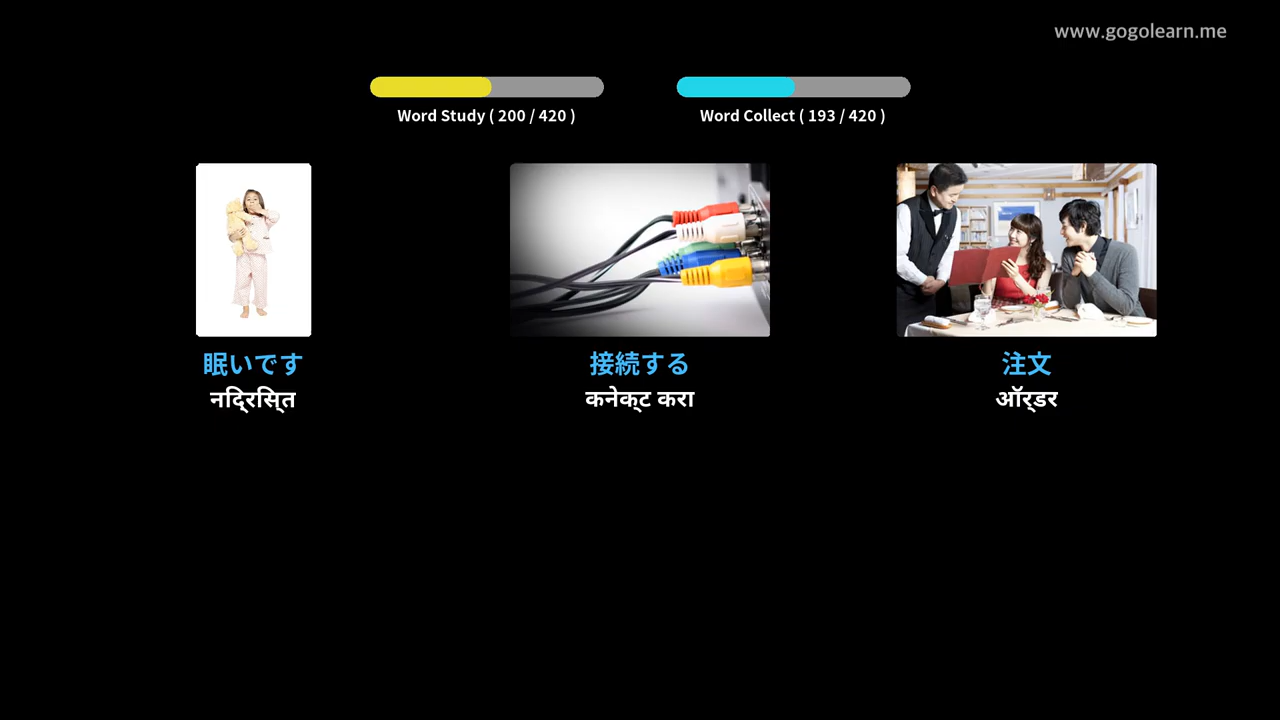 www.gogolearn.me
Word Study ( 200 / 420 )
Word Collect ( 193 / 420 )
眠いです
निद्रिस्त
接続する
कनेक्ट करा
注文
ऑर्डर